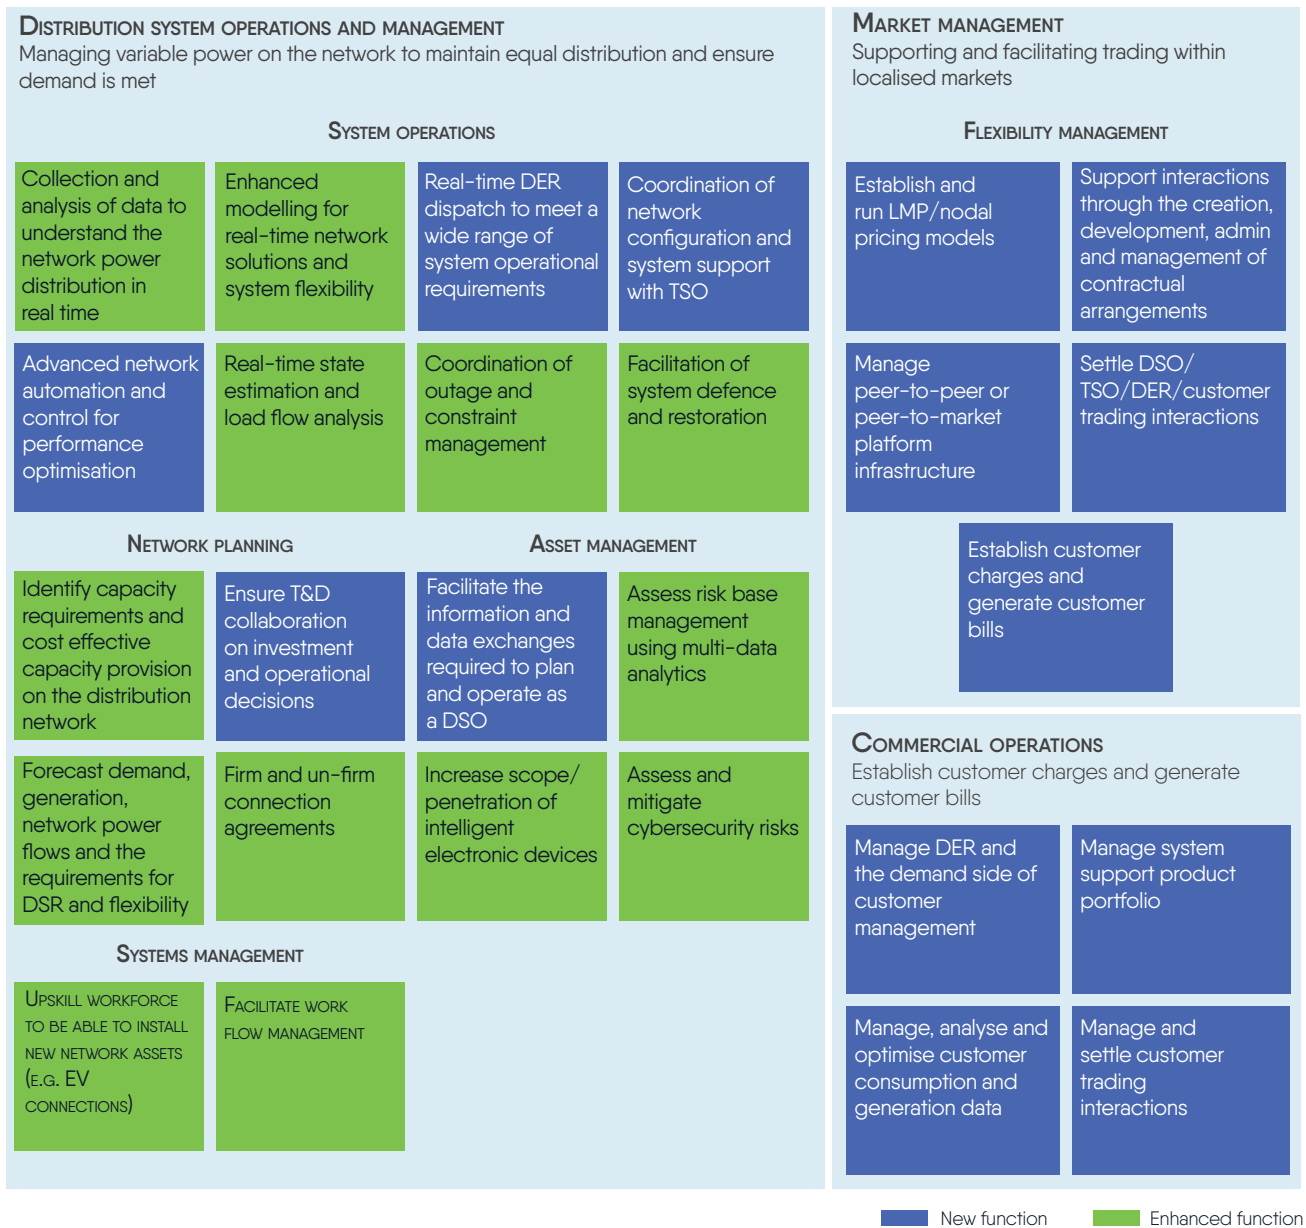 Distribution system operations and management
Managing variable power on the network to maintain equal distribution and ensure
demand is met
System operations
Collection and
analysis of data to
understand the
network power
distribution in
real time
Enhanced
modelling for
real-time network
solutions and
system flexibility
Real-time DER
dispatch to meet a
wide range of
system operational
requirements
Coordination of
network
configuration and
system support
with TSO
Advanced network
automation and
control for
performance
optimisation
Real-time state
estimation and
load flow analysis
Coordination of
outage and
constraint
management
Facilitation of
system defence
and restoration
Network planning
Identify capacity
requirements and
cost effective
capacity provision
on the distribution
network
Ensure T&D
collaboration
on investment
and operational
decisions
Forecast demand,
generation,
network power
flows and the
requirements for
DSR and flexibility
Firm and un-firm
connection
agreements
Asset management
Facilitate the
information and
data exchanges
required to plan
and operate as
a DSO
Assess risk base
management
using multi-data
analytics
Increase scope/
penetration of
intelligent
electronic devices
Assess and
mitigate
cybersecurity risks
Systems management
Upskill workforce
to be able to install
new network assets
(e.g. EV
connections)
Facilitate work
flow management
Market management
Supporting and facilitating trading within
localised markets
Flexibility management
Establish and
run LMP/nodal
pricing models
Support interactions
through the creation,
development, admin
and management of
contractual
arrangements
Manage
peer-to-peer or
peer-to-market
platform
infrastructure
Settle DSO/
TSO/DER/customer
trading interactions
Establish customer
charges and
generate customer
bills
Commercial operations
Establish customer charges and generate
customer bills
Manage DER and
the demand side of
customer
management
Manage system
support product
portfolio
Manage, analyse and
optimise customer
consumption and
generation data
Manage and
settle customer
trading
interactions
New function
Enhanced function